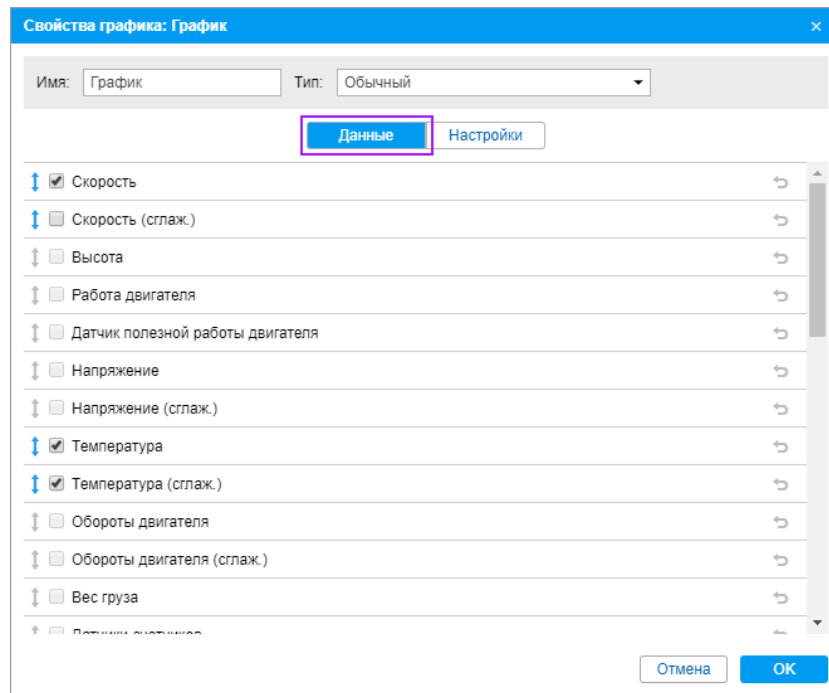 Свойства графика: График
Имя: График Тип: Обычный
Данные Настройки
Скорость
Скорость (сглаж.)
Высота
Работа двигателя
Датчик полезной работы двигателя
Напряжение
Напряжение (сглаж.)
Температура
Температура (сглаж.)
Обороты двигателя
Обороты двигателя (сглаж.)
Вес груза
Отмена OK